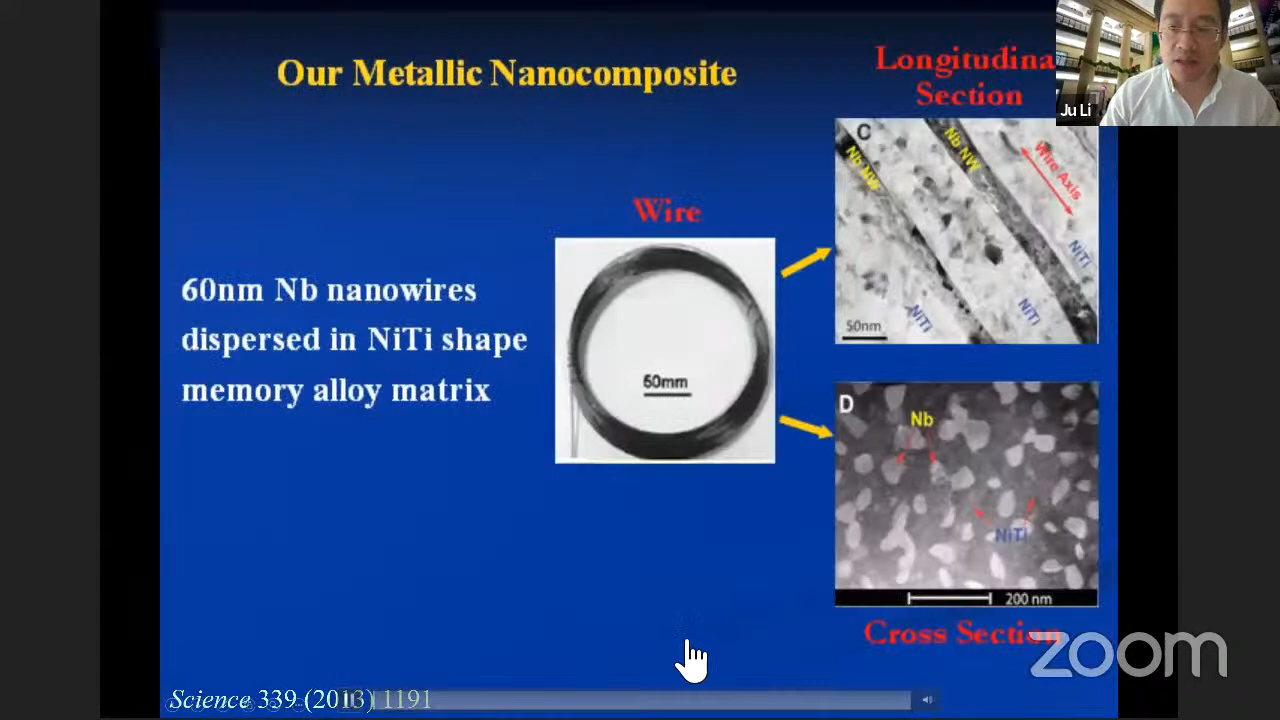 Our Metallic Nanocomposite
Longitudina
Section
Ju Li
C
Nb NW
Nb NW
Wire Axis
NiTi
NiTi
NiTi
50nm
Wire
60mm
60nm Nb nanowires
dispersed in NiTi shape
memory alloy matrix
D
Nb
NiTi
200 nm
Cross Section
zoom
Science 339 (2013) 1191